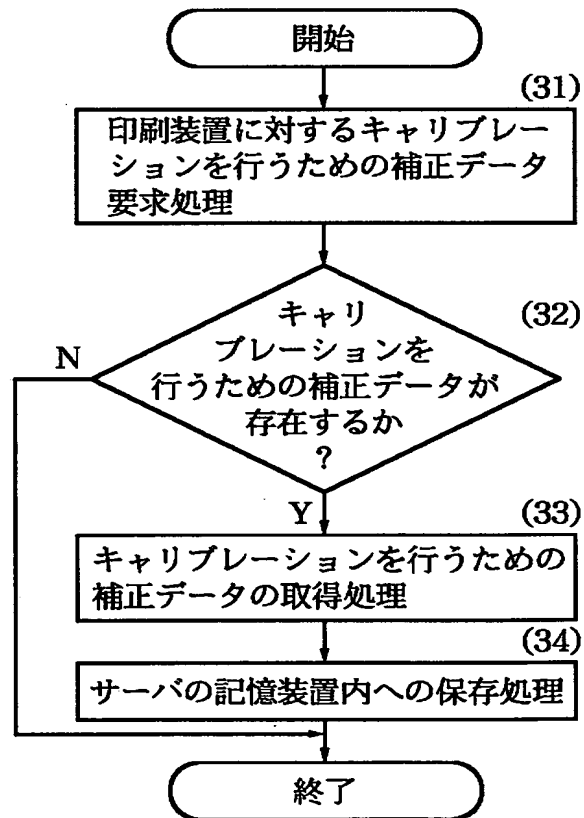 開始
(31)
印刷装置に対するキャリブレー
ションを行うための補正データ
要求処理
(32)
キャリ
ブレーションを
行うための補正データが
存在するか
?
N
Y
(33)
キャリブレーションを行うための
補正データの取得処理
(34)
サーバの記憶装置内への保存処理
終了